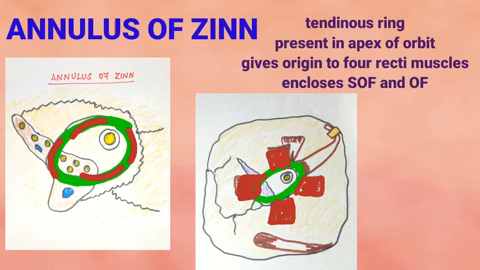 ANNULUS OF ZINN
tendinous ring
present in apex of orbit
gives origin to four recti muscles
encloses SOF and OF
ANNULUS OF ZINN